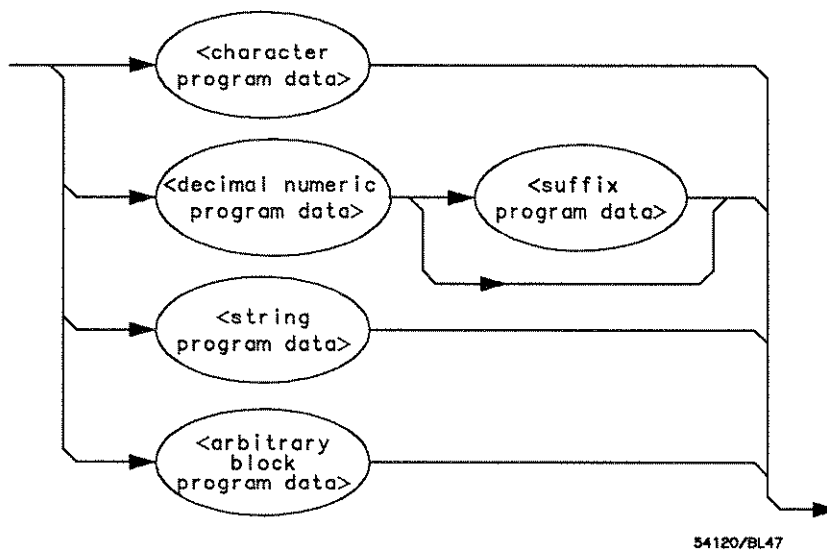 <character
program data>
<decimal numeric
program data>
<suffix
program data>
<string
program data>
<arbitrary
block
program data>
54120/BL47